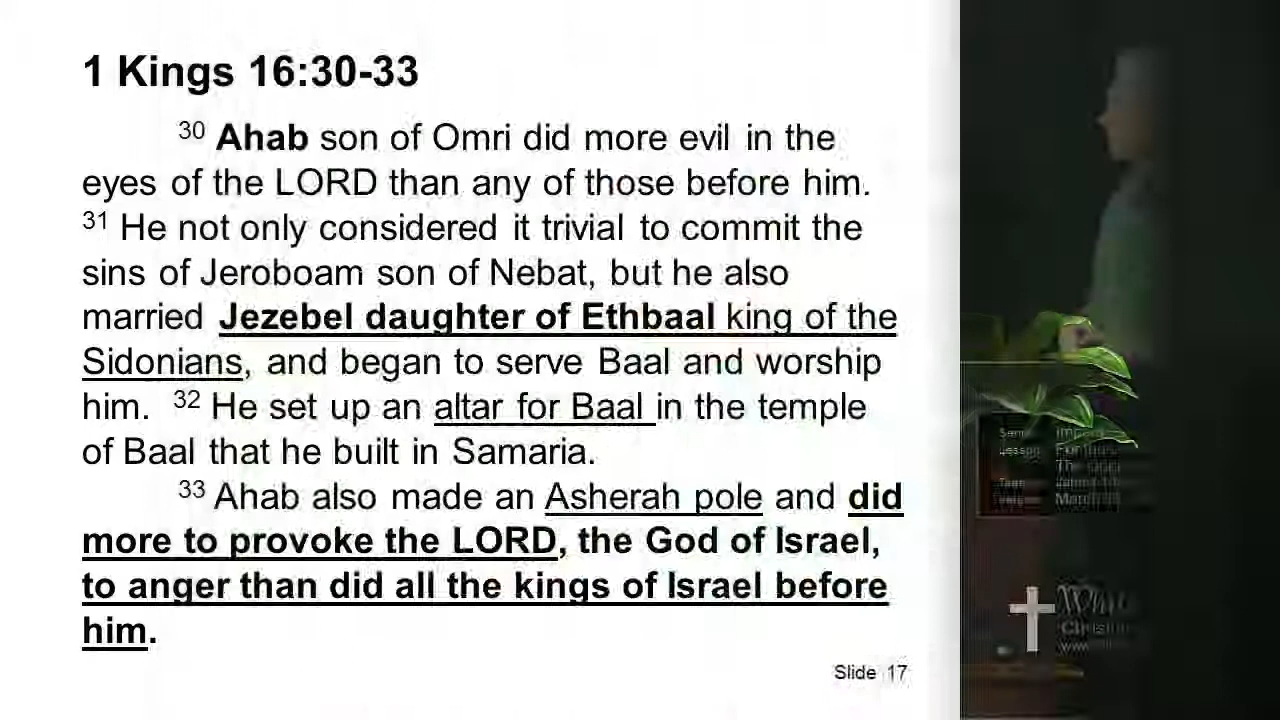 1 Kings 16:30-33
30 Ahab son of Omri did more evil in the
eyes of the LORD than any of those before him.
31 He not only considered it trivial to commit the
sins of Jeroboam son of Nebat, but he also
married Jezebel daughter of Ethbaal king of the
Sidonians, and began to serve Baal and worship
him. 32 He set up an altar for Baal in the temple
of Baal that he built in Samaria.
33 Ahab also made an Asherah pole and did
more to provoke the LORD, the God of Israel,
to anger than did all the kings of Israel before
him.
Slide 17
Lesson